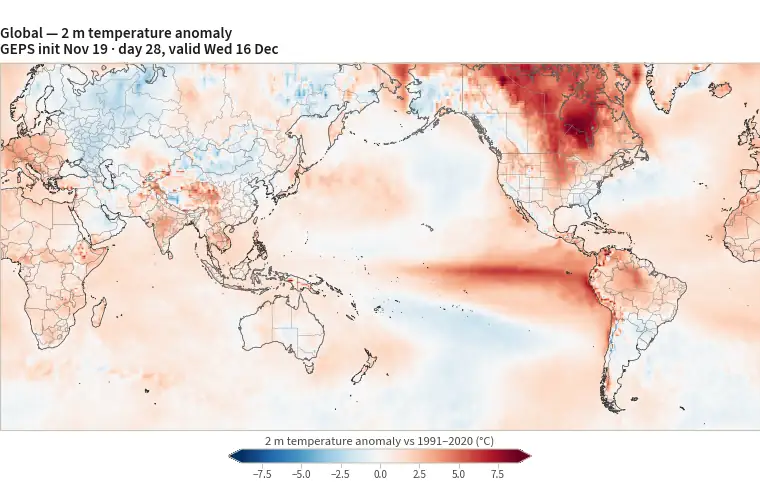 Global — 2 m temperature anomaly
GEPS init Nov 19 · day 28, valid Wed 16 Dec
2 m temperature anomaly vs 1991–2020 (°C)
−7.5 −5.0 −2.5 0.0 2.5 5.0 7.5